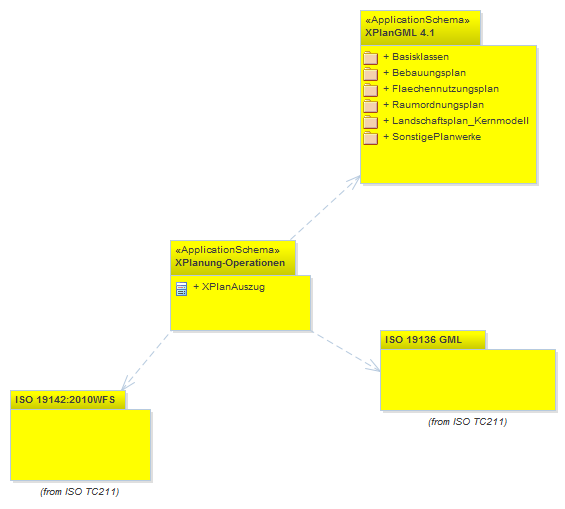 «ApplicationSchema»
XPlanGML 4.1
+ Basisklassen
+ Bebauungsplan
+ Flaechennutzungsplan
+ Raumordnungsplan
+ Landschaftsplan_Kernmodell
+ SonstigePlanwerke
«ApplicationSchema»
XPlanung-Operationen
+ XPlanAuszug
ISO 19136 GML
(from ISO TC211)
ISO 19142:2010WFS
(from ISO TC211)